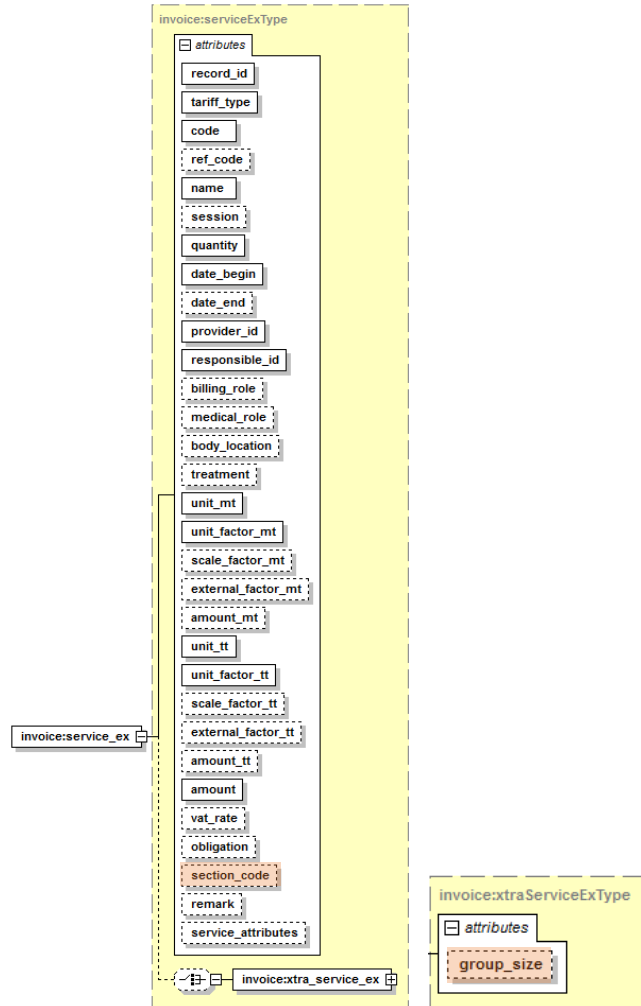 invoice:serviceExType
attributes
record_id
tariff_type
code
ref_code
name
session
quantity
date_begin
date_end
provider_id
responsible_id
billing_role
medical_role
body_location
treatment
unit_mt
unit_factor_mt
scale_factor_mt
external_factor_mt
amount_mt
unit_tt
unit_factor_tt
scale_factor_tt
external_factor_tt
amount_tt
amount
vat_rate
obligation
section_code
remark
service_attributes
invoice:service_ex
invoice:xtra_service_ex
invoice:xtraServiceExType
attributes
group_size